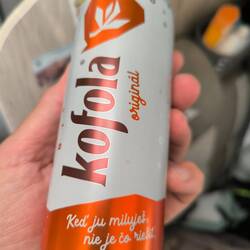 kofola
originál
Keď ju miluješ,
nie je čo riešiť.